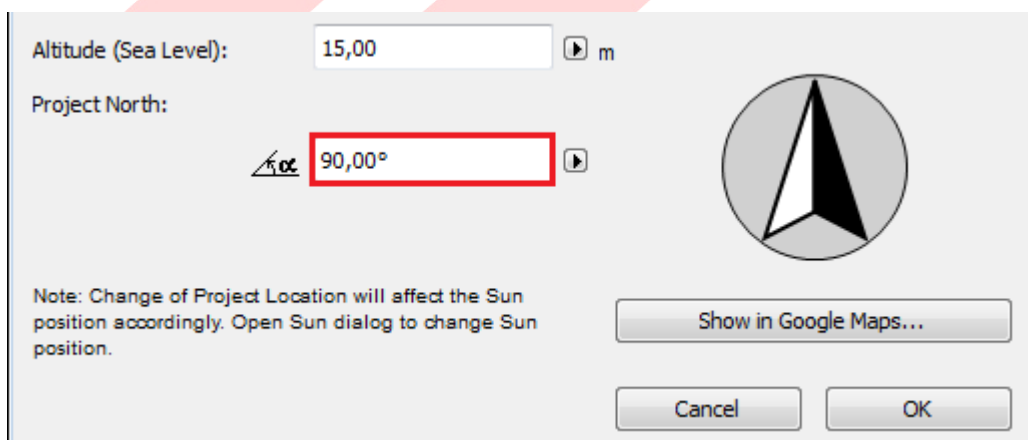 Altitude (Sea Level): 15,00 m
Project North:
α 90,00°
Note: Change of Project Location will affect the Sun
position accordingly. Open Sun dialog to change Sun
position.
Show in Google Maps...
Cancel OK